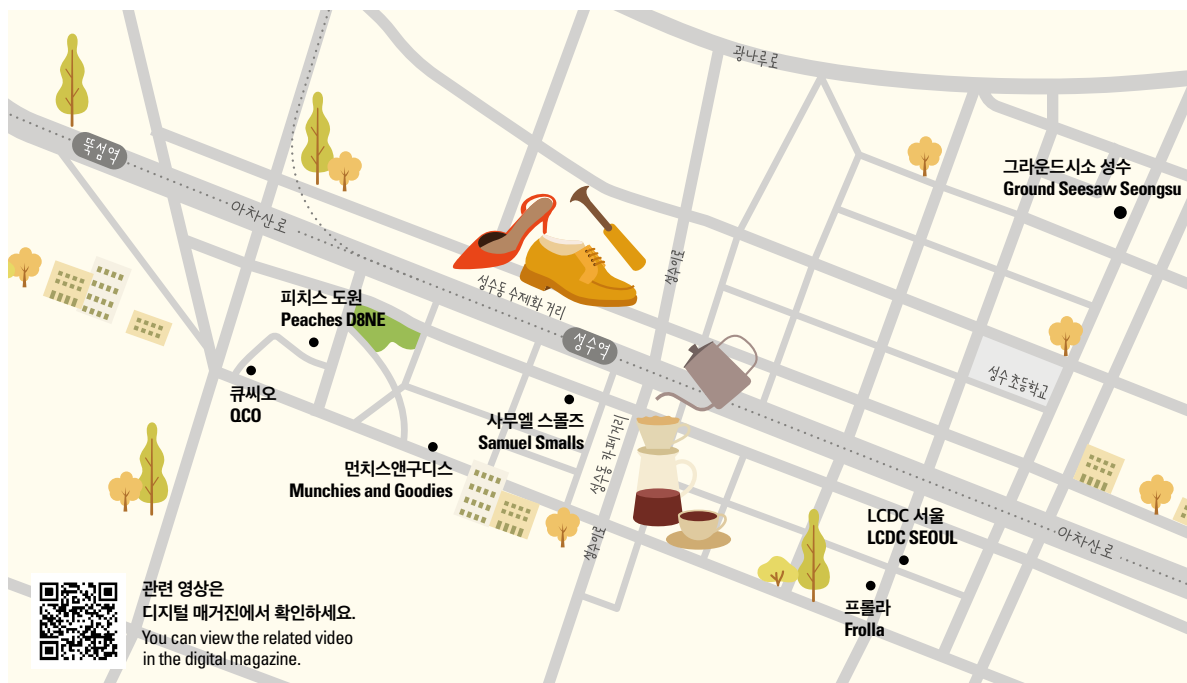 광나루로
그라운드시소 성수
Ground Seesaw Seongsu
뚝섬역
아차산로
성수이로
성수동 수제화 거리
피치스 도원
Peaches D8NE
성수역
성수 초등학교
큐씨오
QCO
사무엘 스몰즈
Samuel Smalls
성수동 카페거리
먼치스앤구디스
Munchies and Goodies
성수이로
LCDC 서울
LCDC SEOUL
아차산로
프롤라
Frolla
관련 영상은
디지털 매거진에서 확인하세요.
You can view the related video
in the digital magazine.